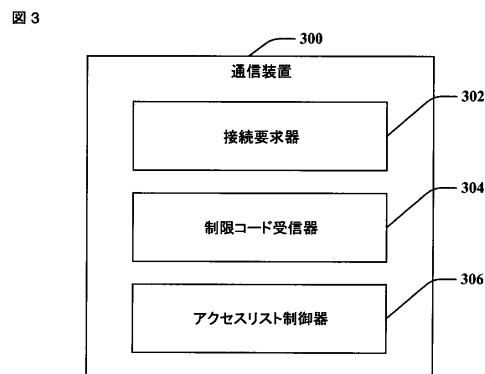 図3
300
通信装置
302
接続要求器
304
制限コード受信器
306
アクセスリスト制御器